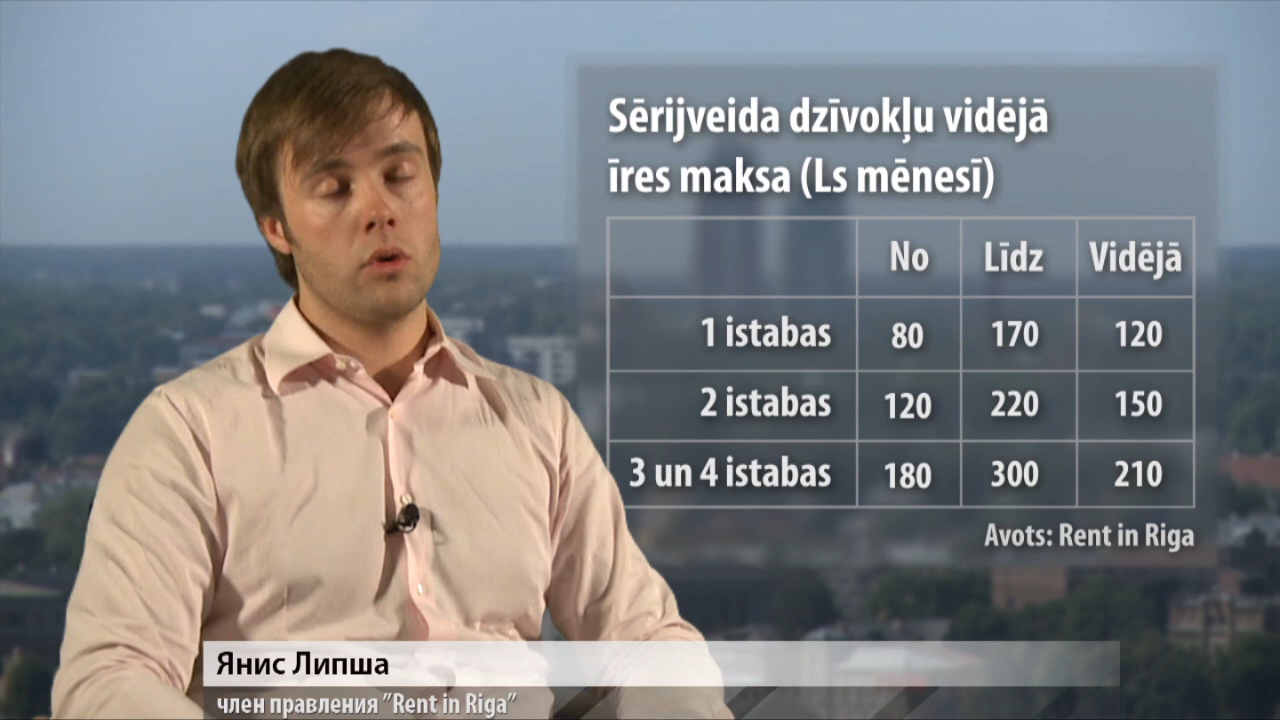 Sērijveida dzīvokļu vidējā
īres maksa (Ls mēnesī)
No Līdz Vidējā
1 istabas 80 170 120
2 istabas 120 220 150
3 un 4 istabas 180 300 210
Avots: Rent in Riga
Янис Липша
член правления "Rent in Riga"